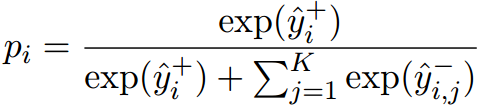 p_i = \frac{\exp(\hat{y}_i^+)}{\exp(\hat{y}_i^+) + \sum_{j=1}^{K} \exp(\hat{y}_{i,j}^-)}